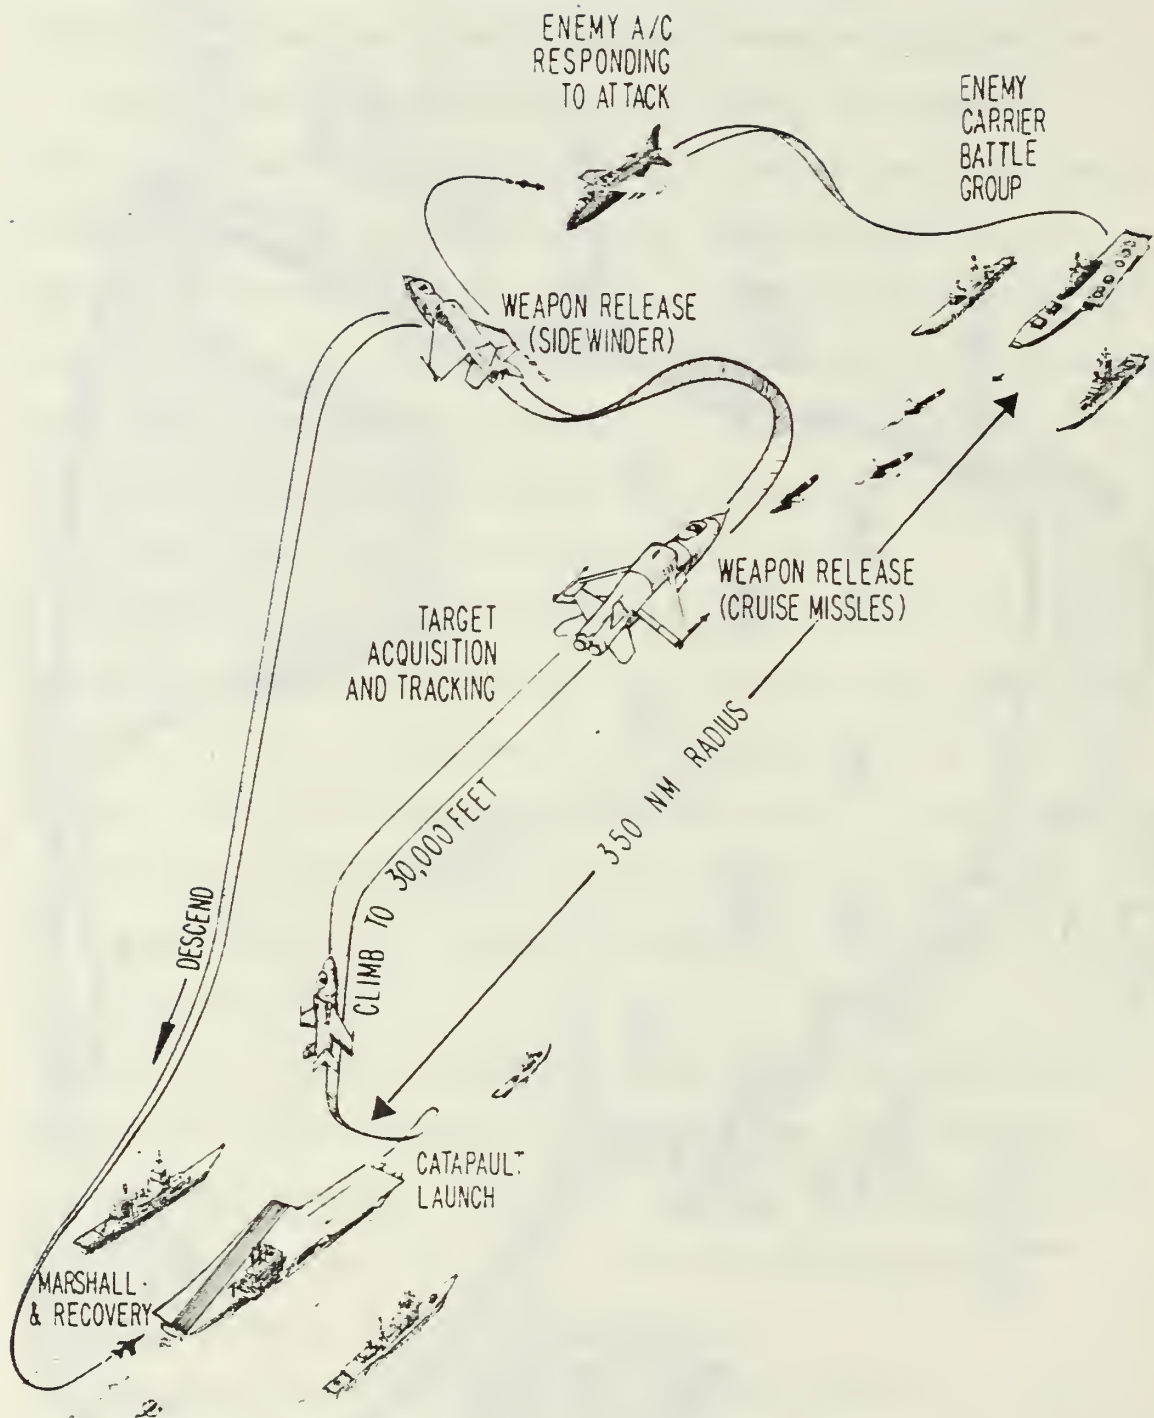 ENEMY A/C
RESPONDING
TO ATTACK
ENEMY
CARRIER
BATTLE
GROUP
WEAPON RELEASE
(SIDEWINDER)
WEAPON RELEASE
(CRUISE MISSLES)
TARGET
ACQUISITION
AND TRACKING
350 NM RADIUS
CLIMB TO 30,000 FEET
DESCEND
CATAPAULT
LAUNCH
MARSHALL
& RECOVERY